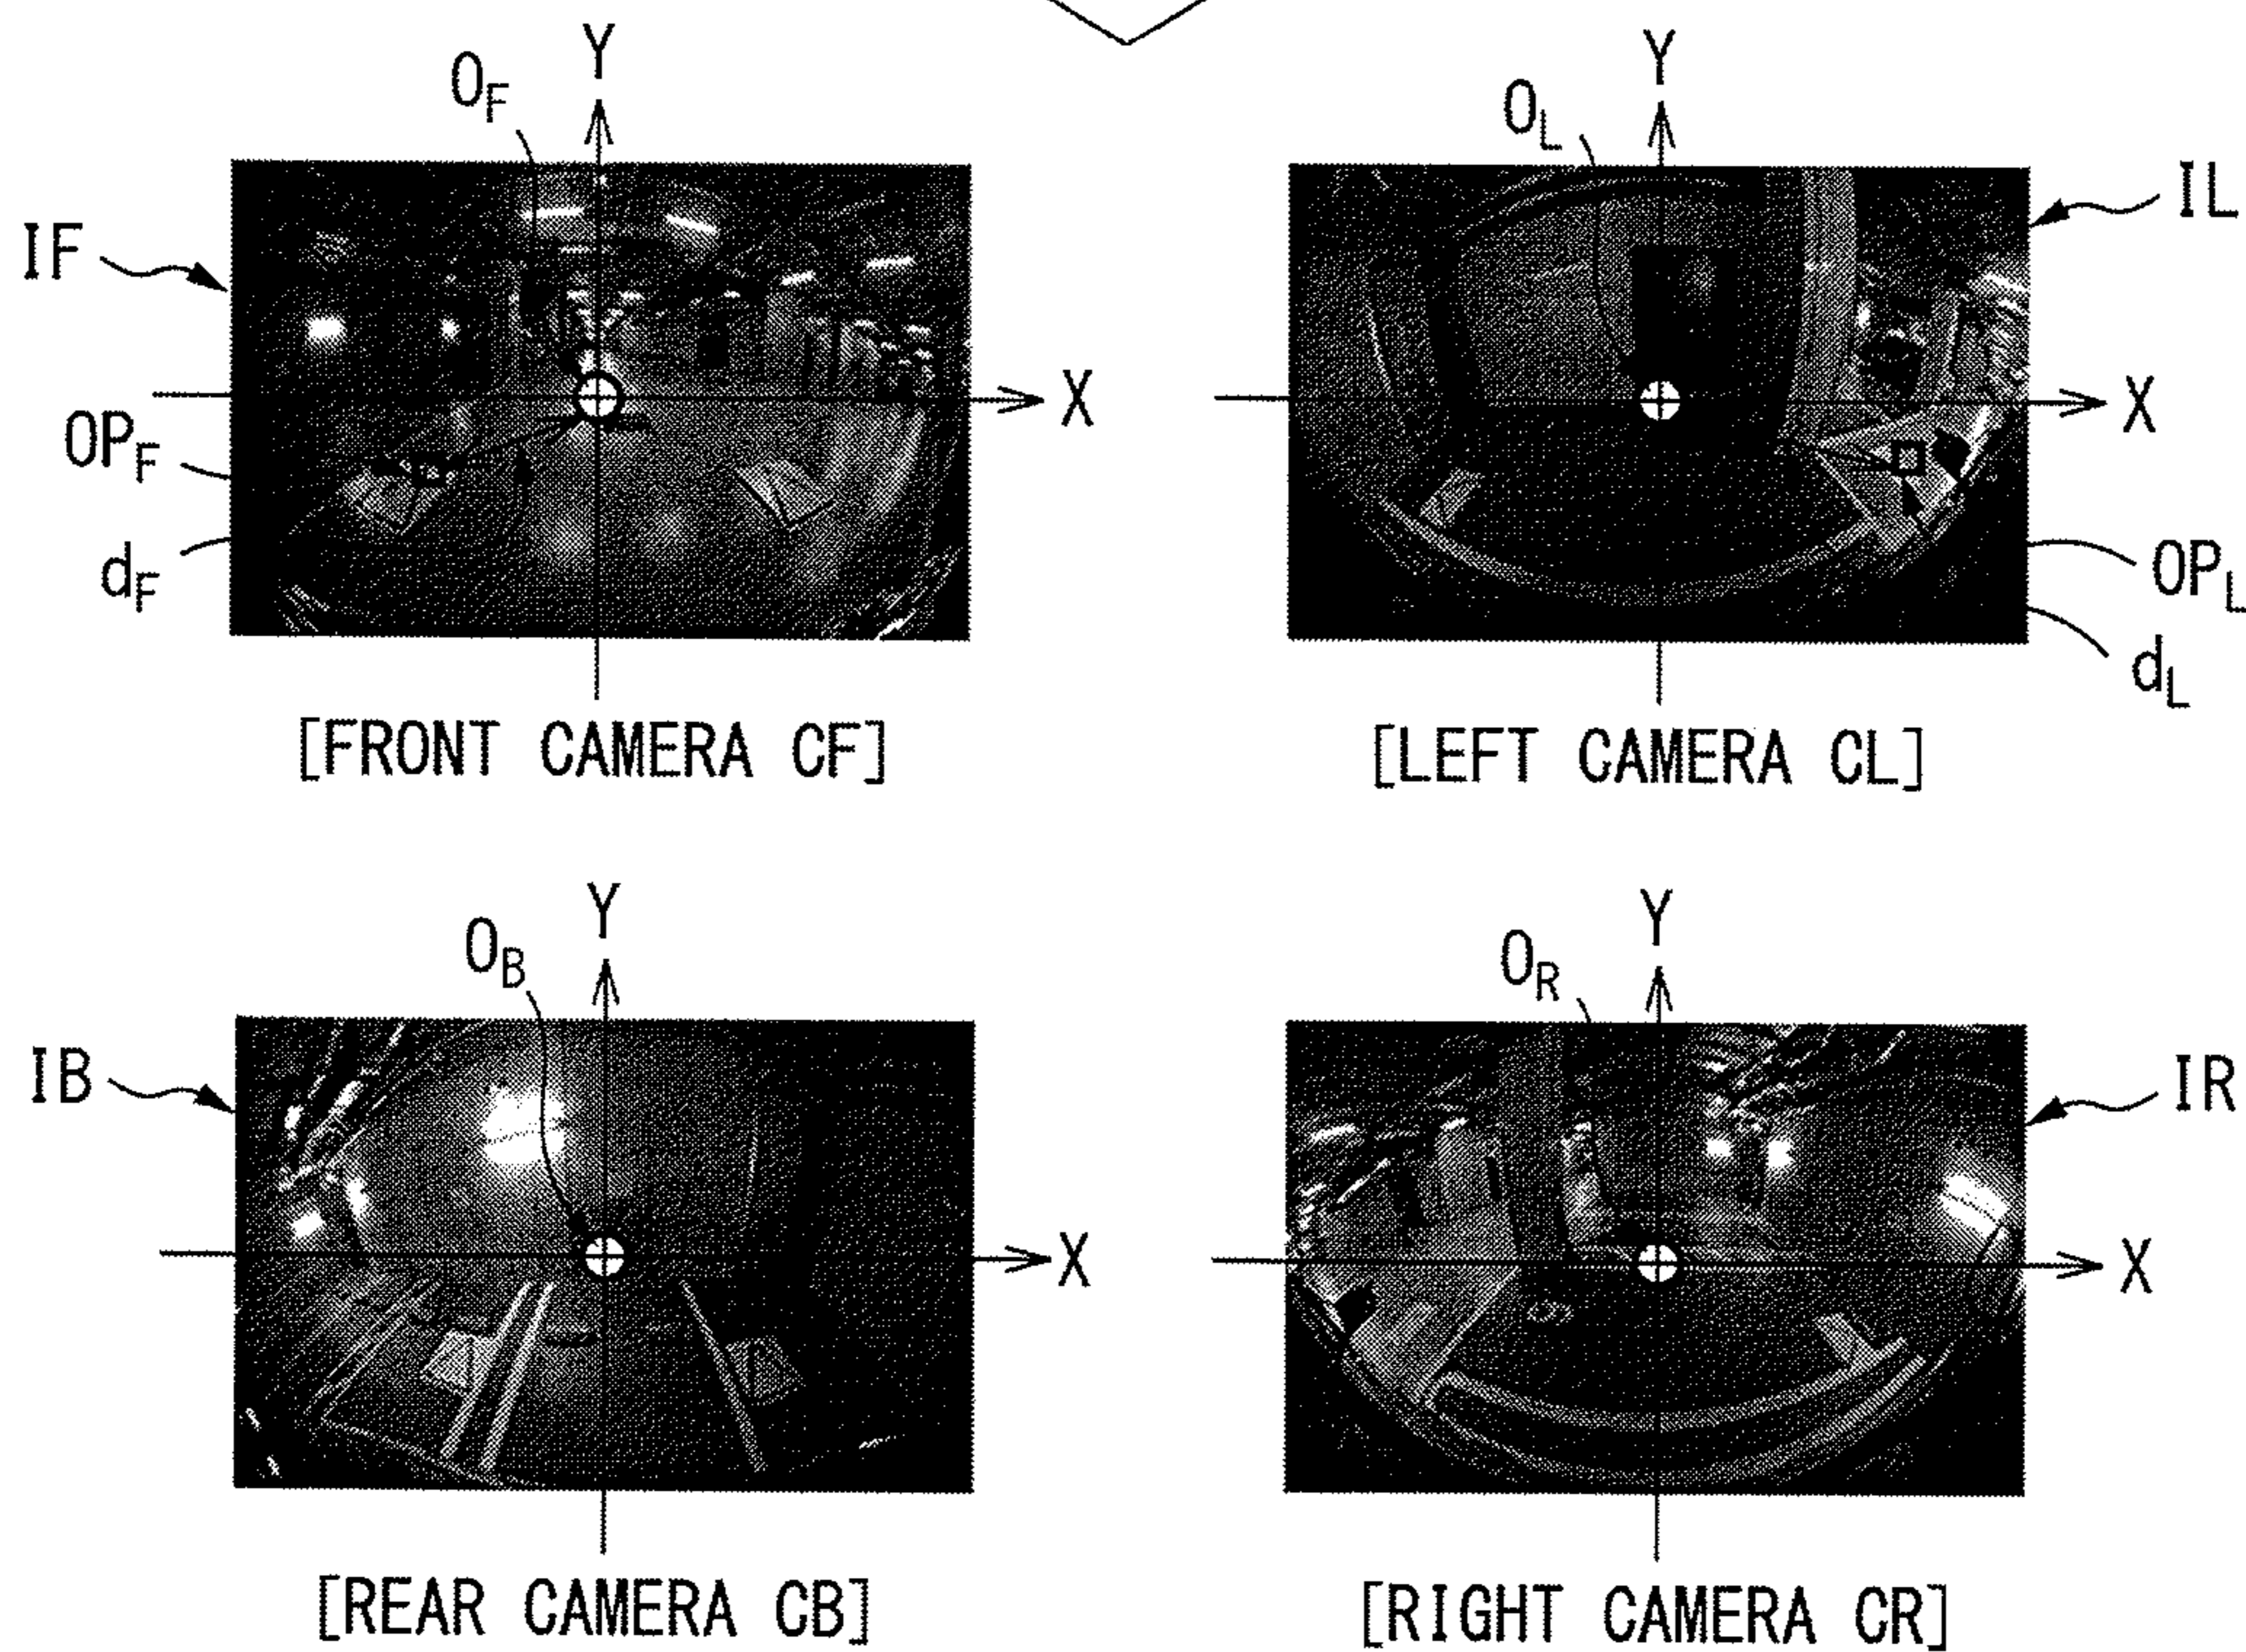 Y
O_F
IF
X
OP_F
d_F
[FRONT CAMERA CF]
Y
O_L
IL
X
OP_L
d_L
[LEFT CAMERA CL]
Y
O_B
IB
X
[REAR CAMERA CB]
Y
O_R
IR
X
[RIGHT CAMERA CR]